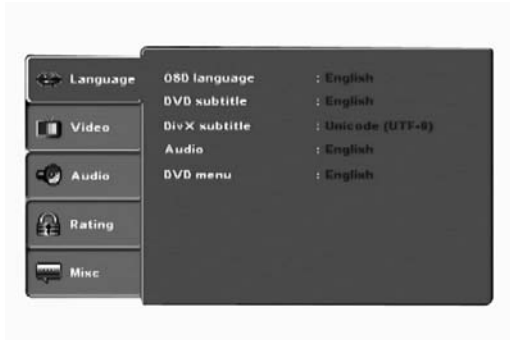 Language
Video
Audio
Rating
Misc
OSD language : English
DVD subtitle : English
DivX subtitle : Unicode (UTF-8)
Audio : English
DVD menu : English